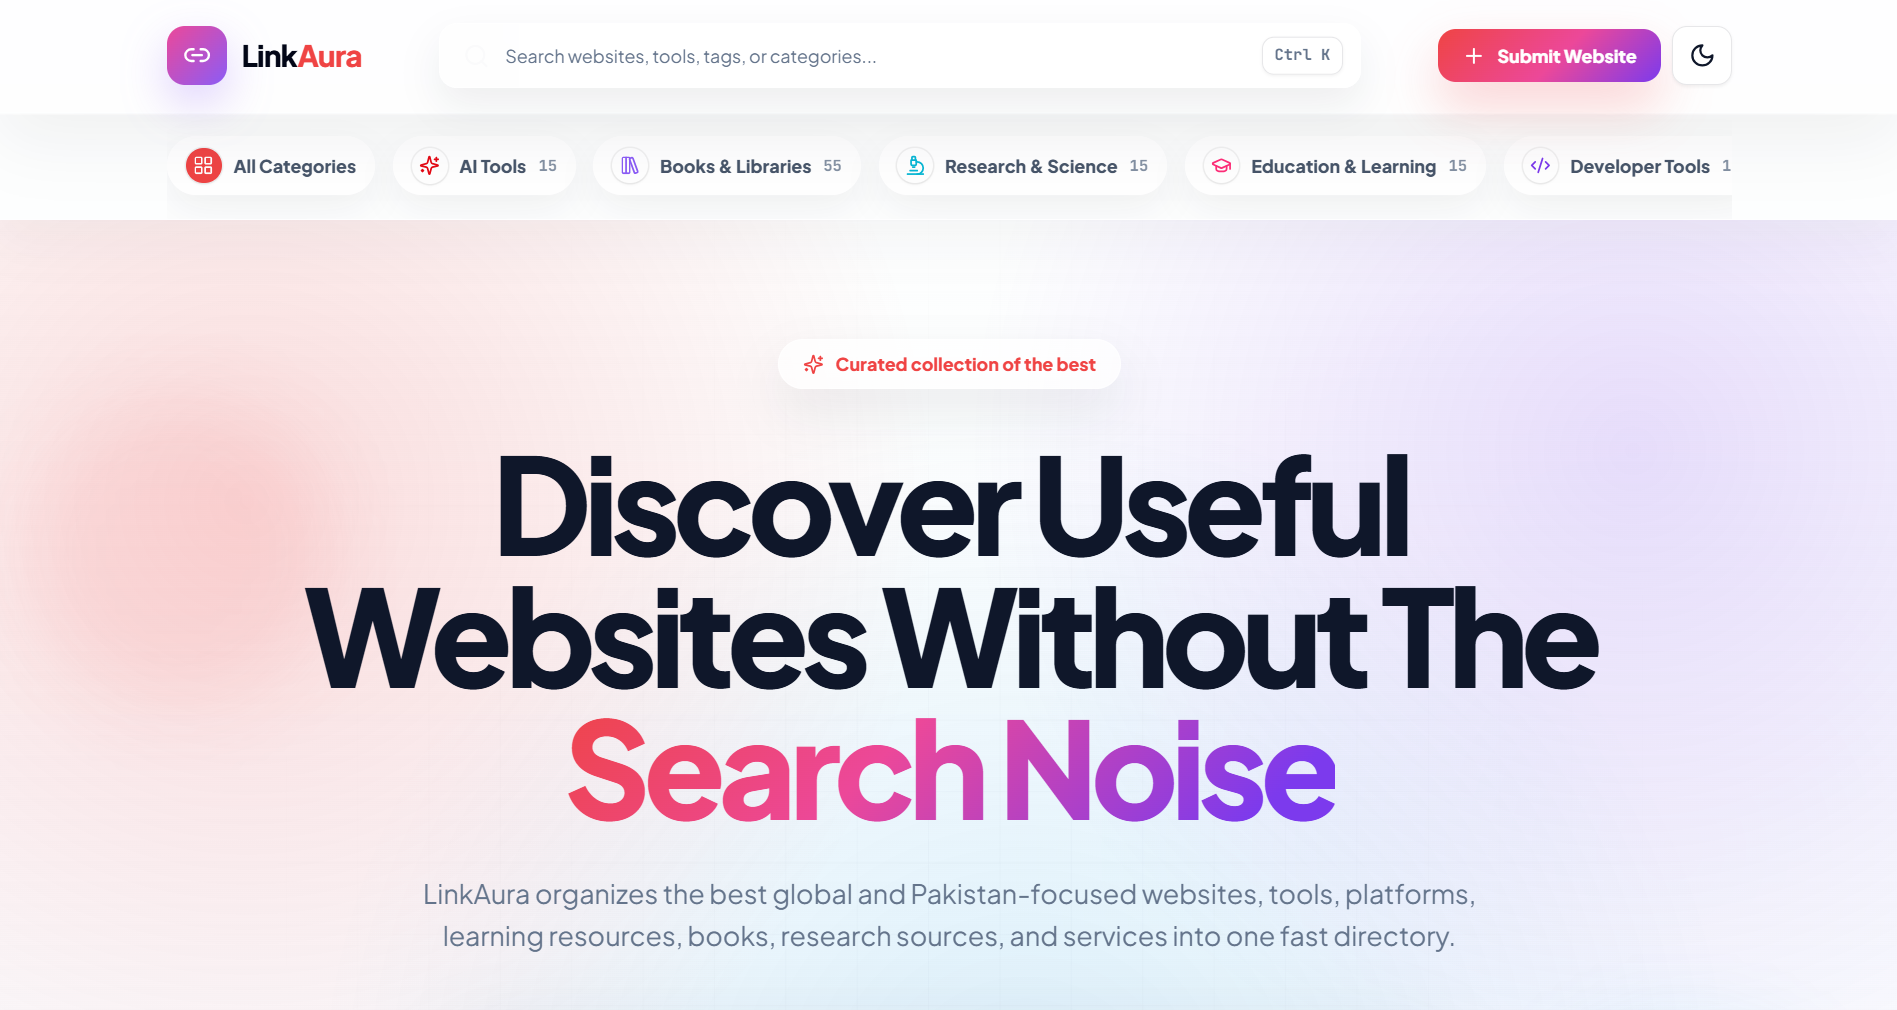 LinkAura
Search websites, tools, tags, or categories...
Ctrl K
Submit Website
All Categories
AI Tools 15
Books & Libraries 55
Research & Science 15
Education & Learning 15
Developer Tools
Curated collection of the best
Discover Useful
Websites Without The
Search Noise
LinkAura organizes the best global and Pakistan-focused websites, tools, platforms,
learning resources, books, research sources, and services into one fast directory.